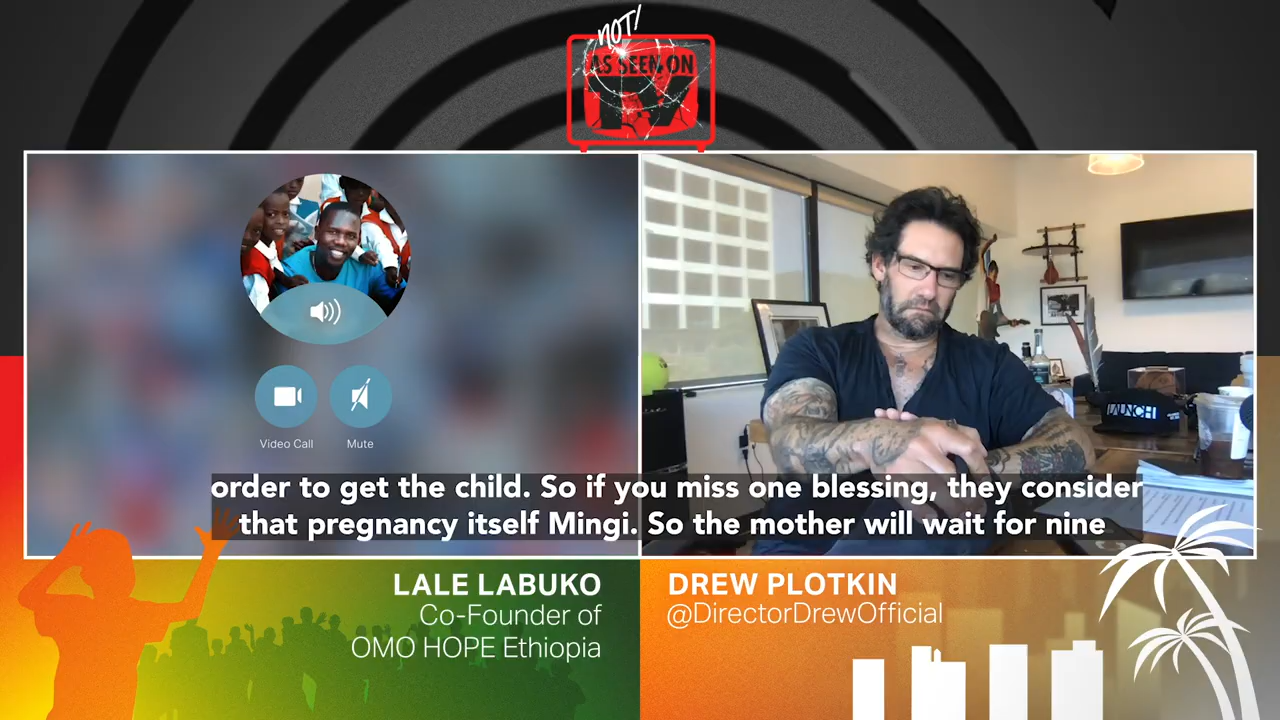 NOT!
AS SEEN ON
TV
Video Call
Mute
LAUNCH
order to get the child. So if you miss one blessing, they consider
that pregnancy itself Mingi. So the mother will wait for nine
LALE LABUKO
Co-Founder of
OMO HOPE Ethiopia
DREW PLOTKIN
@DirectorDrewOfficial